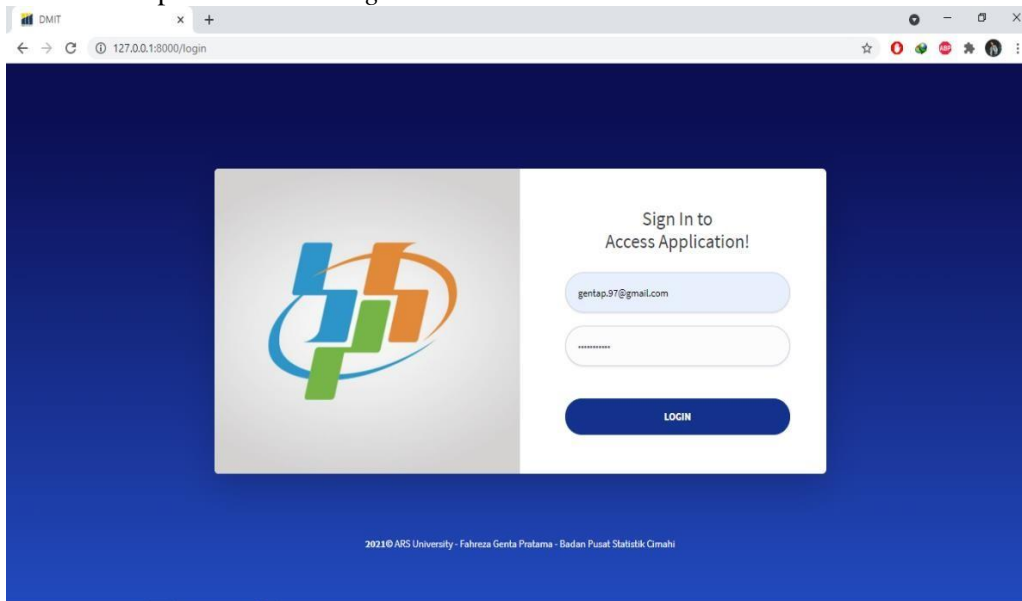 DMIT
127.0.0.1:8000/login
ABP
Sign In to
Access Application!
gentap.97@gmail.com
LOGIN
2021© ARS University - Fahreza Genta Pratama - Badan Pusat Statistik Cimahi